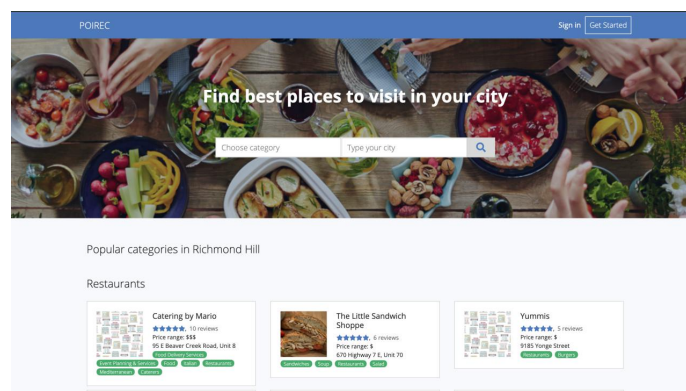 POIREC
Sign in
Get Started
Find best places to visit in your city
Choose category
Type your city
Popular categories in Richmond Hill
Restaurants
Catering by Mario
10 reviews
Price range: $$$
95 E Beaver Creek Road, Unit 8
Food Delivery Services
Event Planning & Services Food Italian Restaurants
Mediterranean Caterers
The Little Sandwich
Shoppe
6 reviews
Price range: $
670 Highway 7 E, Unit 70
Sandwiches Soup Restaurants Salad
Yummis
5 reviews
Price range: $
9185 Yonge Street
Restaurants Burgers